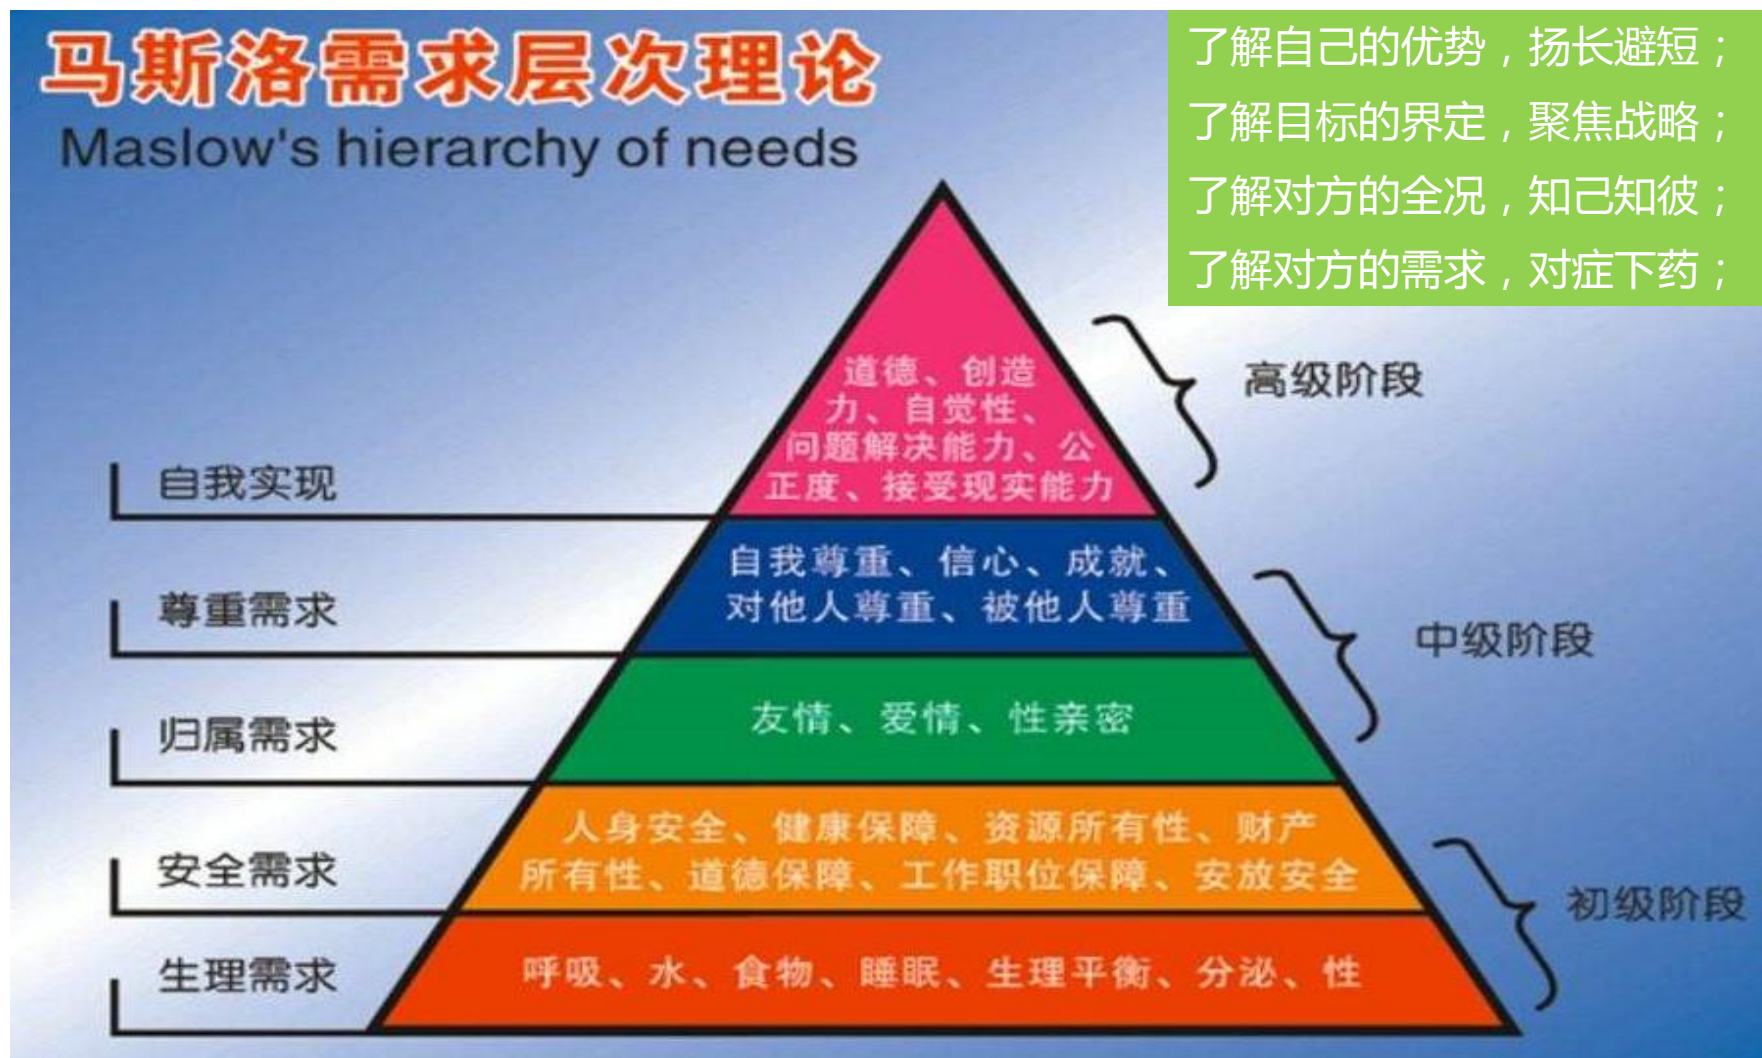 马斯洛需求层次理论
Maslow's hierarchy of needs
了解自己的优势，扬长避短；
了解目标的界定，聚焦战略；
了解对方的全况，知己知彼；
了解对方的需求，对症下药；
道德、创造
力、自觉性、
问题解决能力、公
正度、接受现实能力
高级阶段
自我实现
自我尊重、信心、成就、
对他人尊重、被他人尊重
尊重需求
中级阶段
友情、爱情、性亲密
归属需求
人身安全、健康保障、资源所有性、财产
所有性、道德保障、工作职位保障、安放安全
安全需求
初级阶段
呼吸、水、食物、睡眠、生理平衡、分泌、性
生理需求